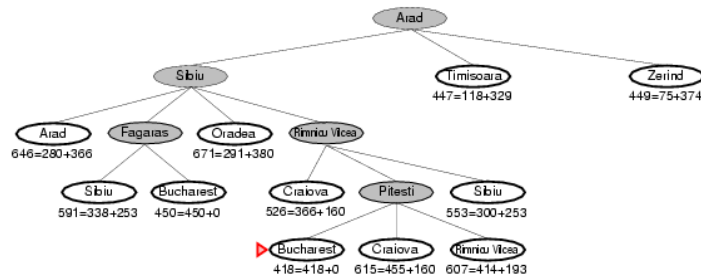 Arad
Sibiu Timisoara Zerind
447=118+329 449=75+374
Arad Fagaras Oradea Rimnicu Vilcea
646=280+366 671=291+380
Sibiu Bucharest Craiova Pitesti Sibiu
591=338+253 450=450+0 526=366+160 553=300+253
Bucharest Craiova Rimnicu Vilcea
418=418+0 615=455+160 607=414+193